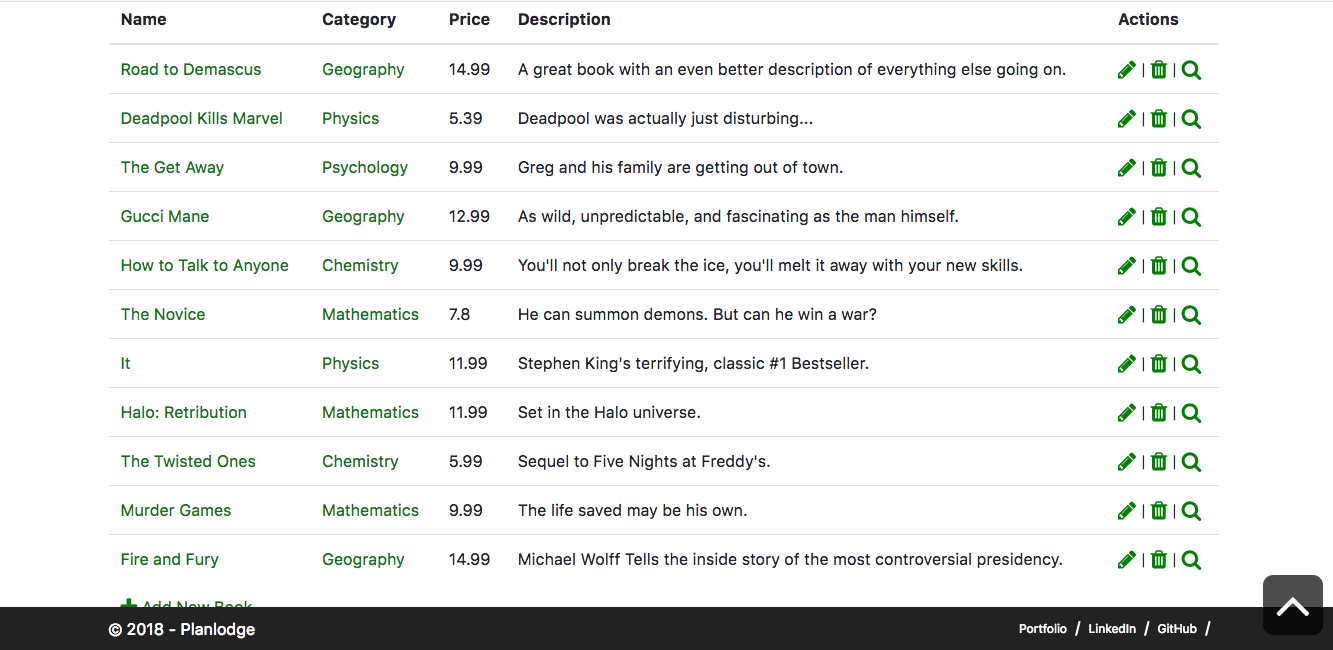 Name Category Price Description Actions
Road to Demascus Geography 14.99 A great book with an even better description of everything else going on. | |
Deadpool Kills Marvel Physics 5.39 Deadpool was actually just disturbing... | |
The Get Away Psychology 9.99 Greg and his family are getting out of town. | |
Gucci Mane Geography 12.99 As wild, unpredictable, and fascinating as the man himself. | |
How to Talk to Anyone Chemistry 9.99 You'll not only break the ice, you'll melt it away with your new skills. | |
The Novice Mathematics 7.8 He can summon demons. But can he win a war? | |
It Physics 11.99 Stephen King's terrifying, classic #1 Bestseller. | |
Halo: Retribution Mathematics 11.99 Set in the Halo universe. | |
The Twisted Ones Chemistry 5.99 Sequel to Five Nights at Freddy's. | |
Murder Games Mathematics 9.99 The life saved may be his own. | |
Fire and Fury Geography 14.99 Michael Wolff Tells the inside story of the most controversial presidency. | |
Add New Book
© 2018 - Planlodge Portfolio / LinkedIn / GitHub /